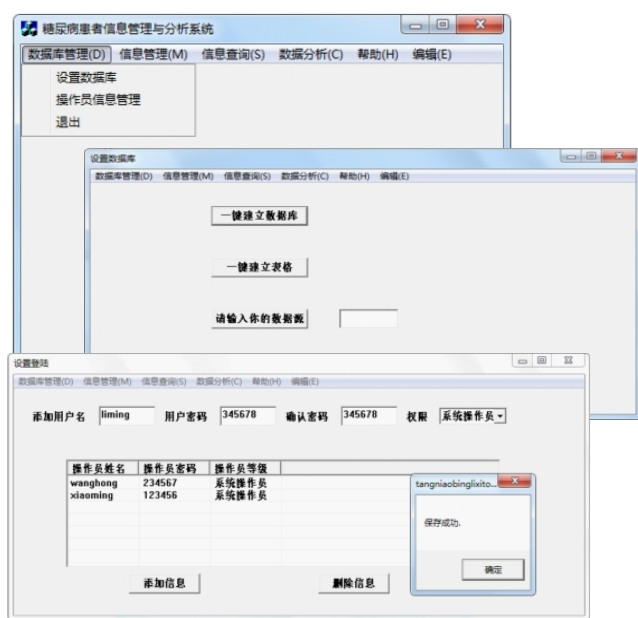 糖尿病患者信息管理与分析系统
数据库管理(D) 信息管理(M) 信息查询(S) 数据分析(C) 帮助(H) 编辑(E)
设置数据库
操作员信息管理
退出
设置数据库
数据库管理(D) 信息管理(M) 信息查询(S) 数据分析(C) 帮助(H) 编辑(E)
一键建立数据库
一键建立表格
请输入你的数据源
设置登陆
数据库管理(D) 信息管理(M) 信息查询(S) 数据分析(C) 帮助(H) 编辑(E)
添加用户名 liming 用户密码 345678 确认密码 345678 权限 系统操作员
操作员姓名 操作员密码 操作员等级
wanghong 234567 系统操作员
xiaoming 123456 系统操作员
tangniaobinglixito...
保存成功.
确定
添加信息 删除信息